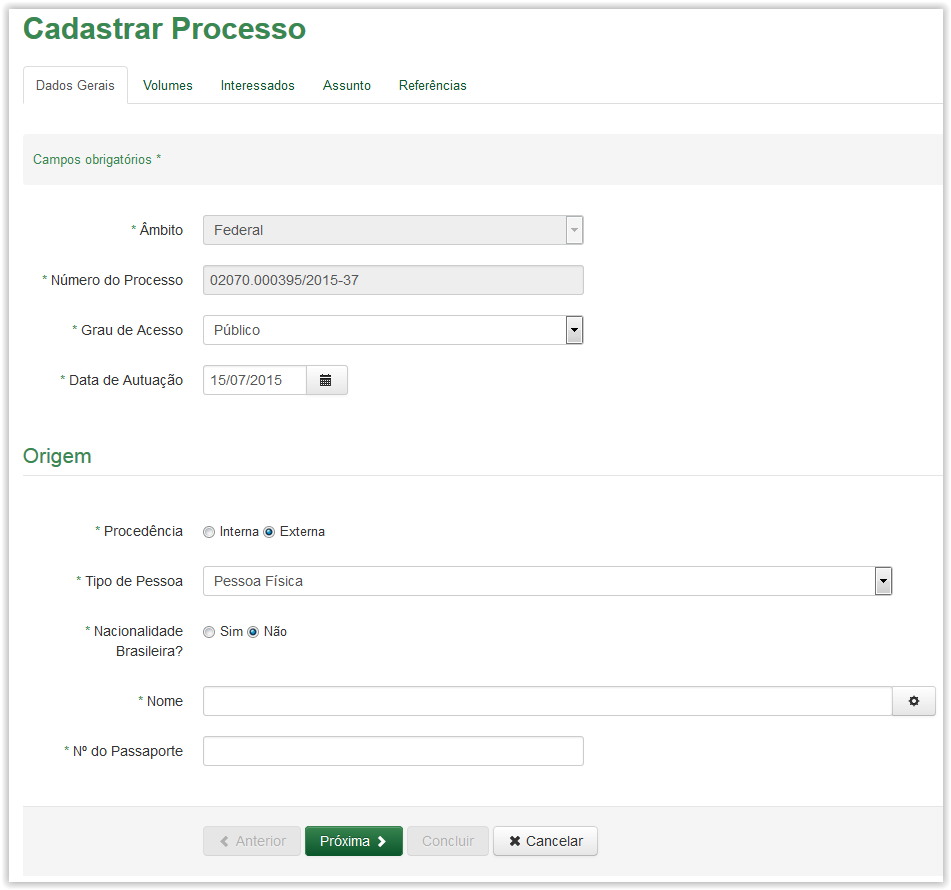 Cadastrar Processo
Dados Gerais Volumes Interessados Assunto Referências
Campos obrigatórios *
* Âmbito Federal
* Número do Processo 02070.000395/2015-37
* Grau de Acesso Público
* Data de Autuação 15/07/2015
Origem
* Procedência Interna Externa
* Tipo de Pessoa Pessoa Física
* Nacionalidade Sim Não
Brasileira?
* Nome
* Nº do Passaporte
Anterior Próxima Concluir Cancelar